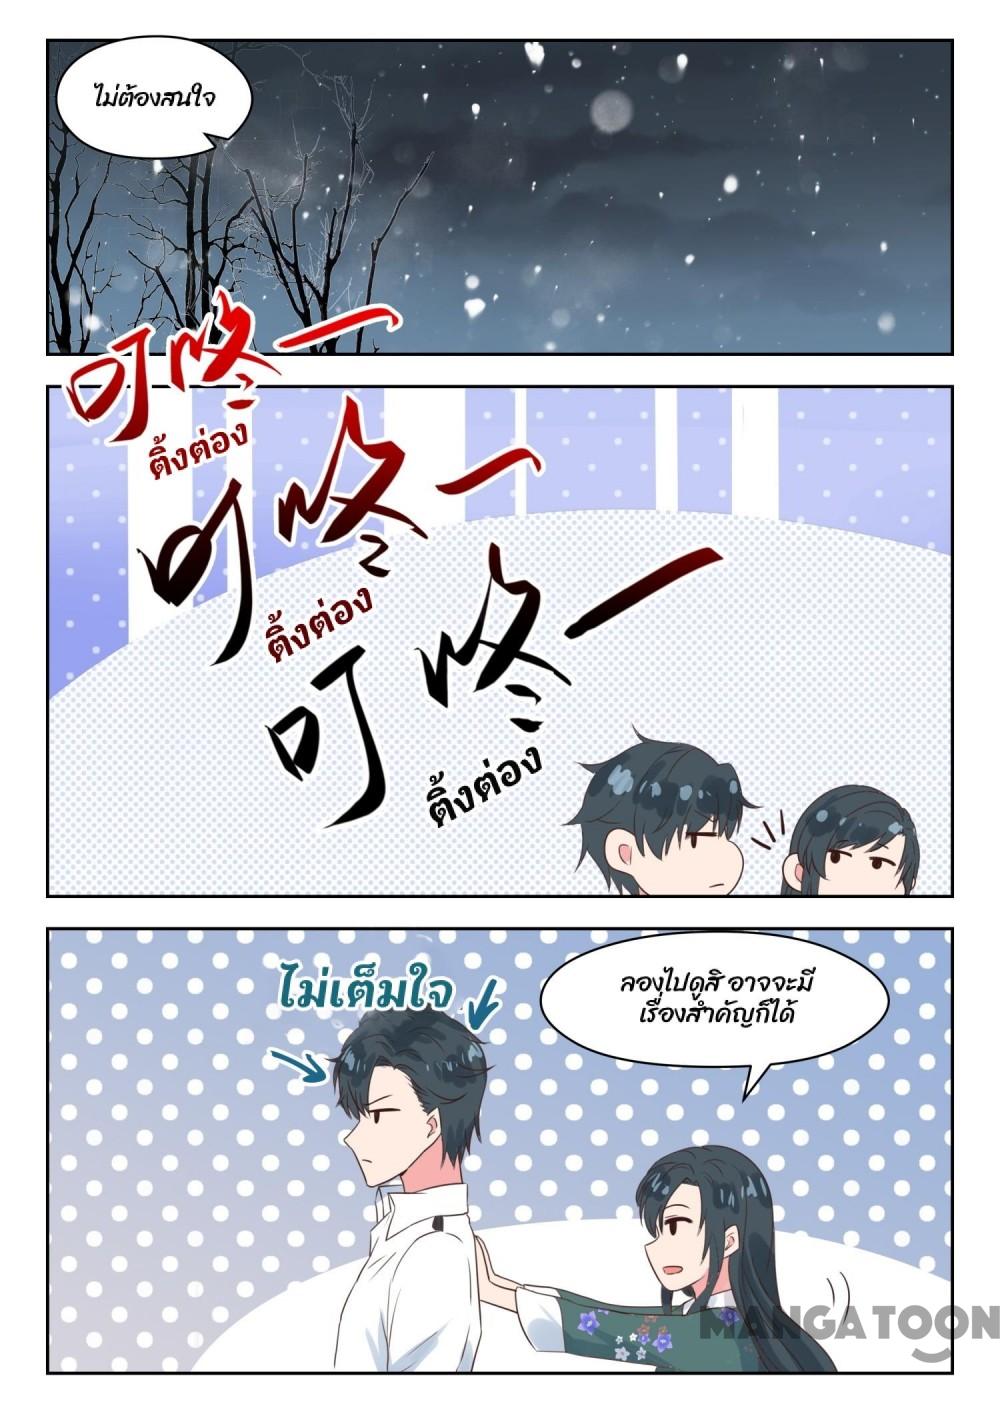 ไม่ต้องสนใจ
叮咚一
ติ๊งต่อง
叮咚一
ติ๊งต่อง
叮咚一
ติ๊งต่อง
ไม่เต็มใจ
ลองไปดูสิ อาจจะมี
เรื่องสำคัญก็ได้
MANGATOON